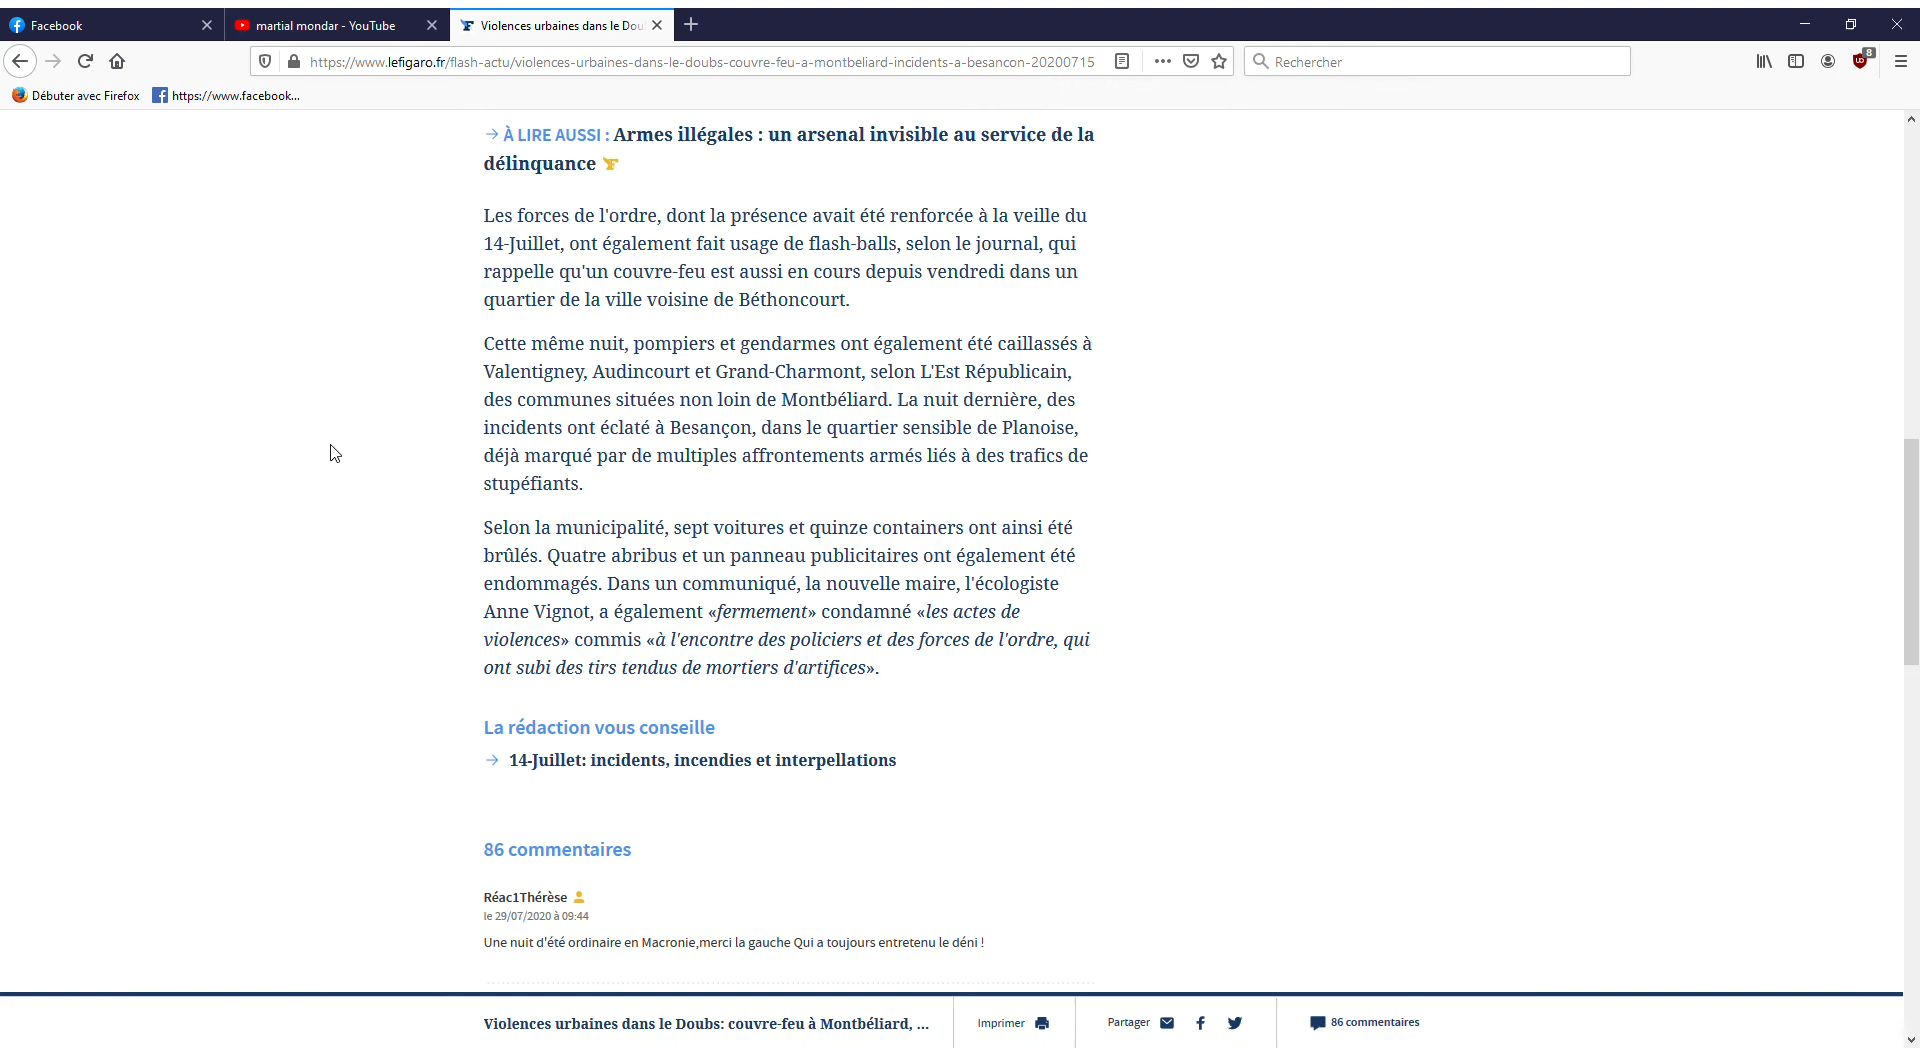 Facebook
martial mondar - YouTube
Violences urbaines dans le Dou
https://www.lefigaro.fr/flash-actu/violences-urbaines-dans-le-doubs-couvre-feu-a-montbeliard-incidents-a-besancon-20200715
Rechercher
8
Débuter avec Firefox
https://www.facebook...
À LIRE AUSSI : Armes illégales : un arsenal invisible au service de la
délinquance
Les forces de l'ordre, dont la présence avait été renforcée à la veille du
14-Juillet, ont également fait usage de flash-balls, selon le journal, qui
rappelle qu'un couvre-feu est aussi en cours depuis vendredi dans un
quartier de la ville voisine de Béthoncourt.
Cette même nuit, pompiers et gendarmes ont également été caillassés à
Valentigney, Audincourt et Grand-Charmont, selon L'Est Républicain,
des communes situées non loin de Montbéliard. La nuit dernière, des
incidents ont éclaté à Besançon, dans le quartier sensible de Planoise,
déjà marqué par de multiples affrontements armés liés à des trafics de
stupéfiants.
Selon la municipalité, sept voitures et quinze containers ont ainsi été
brûlés. Quatre abribus et un panneau publicitaires ont également été
endommagés. Dans un communiqué, la nouvelle maire, l'écologiste
Anne Vignot, a également «fermement» condamné «les actes de
violences» commis «à l'encontre des policiers et des forces de l'ordre, qui
ont subi des tirs tendus de mortiers d'artifices».
La rédaction vous conseille
14-Juillet: incidents, incendies et interpellations
86 commentaires
Réac1Thérèse
le 29/07/2020 à 09:44
Une nuit d'été ordinaire en Macronie,merci la gauche Qui a toujours entretenu le déni !
Violences urbaines dans le Doubs: couvre-feu à Montbéliard, ...
Imprimer
Partager
86 commentaires